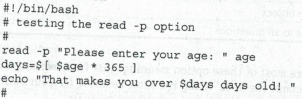 #!/bin/bash
# testing the read -p option
#
read -p "Please enter your age: " age
days=$[ $age * 365 ]
echo "That makes you over $days days old! "
#